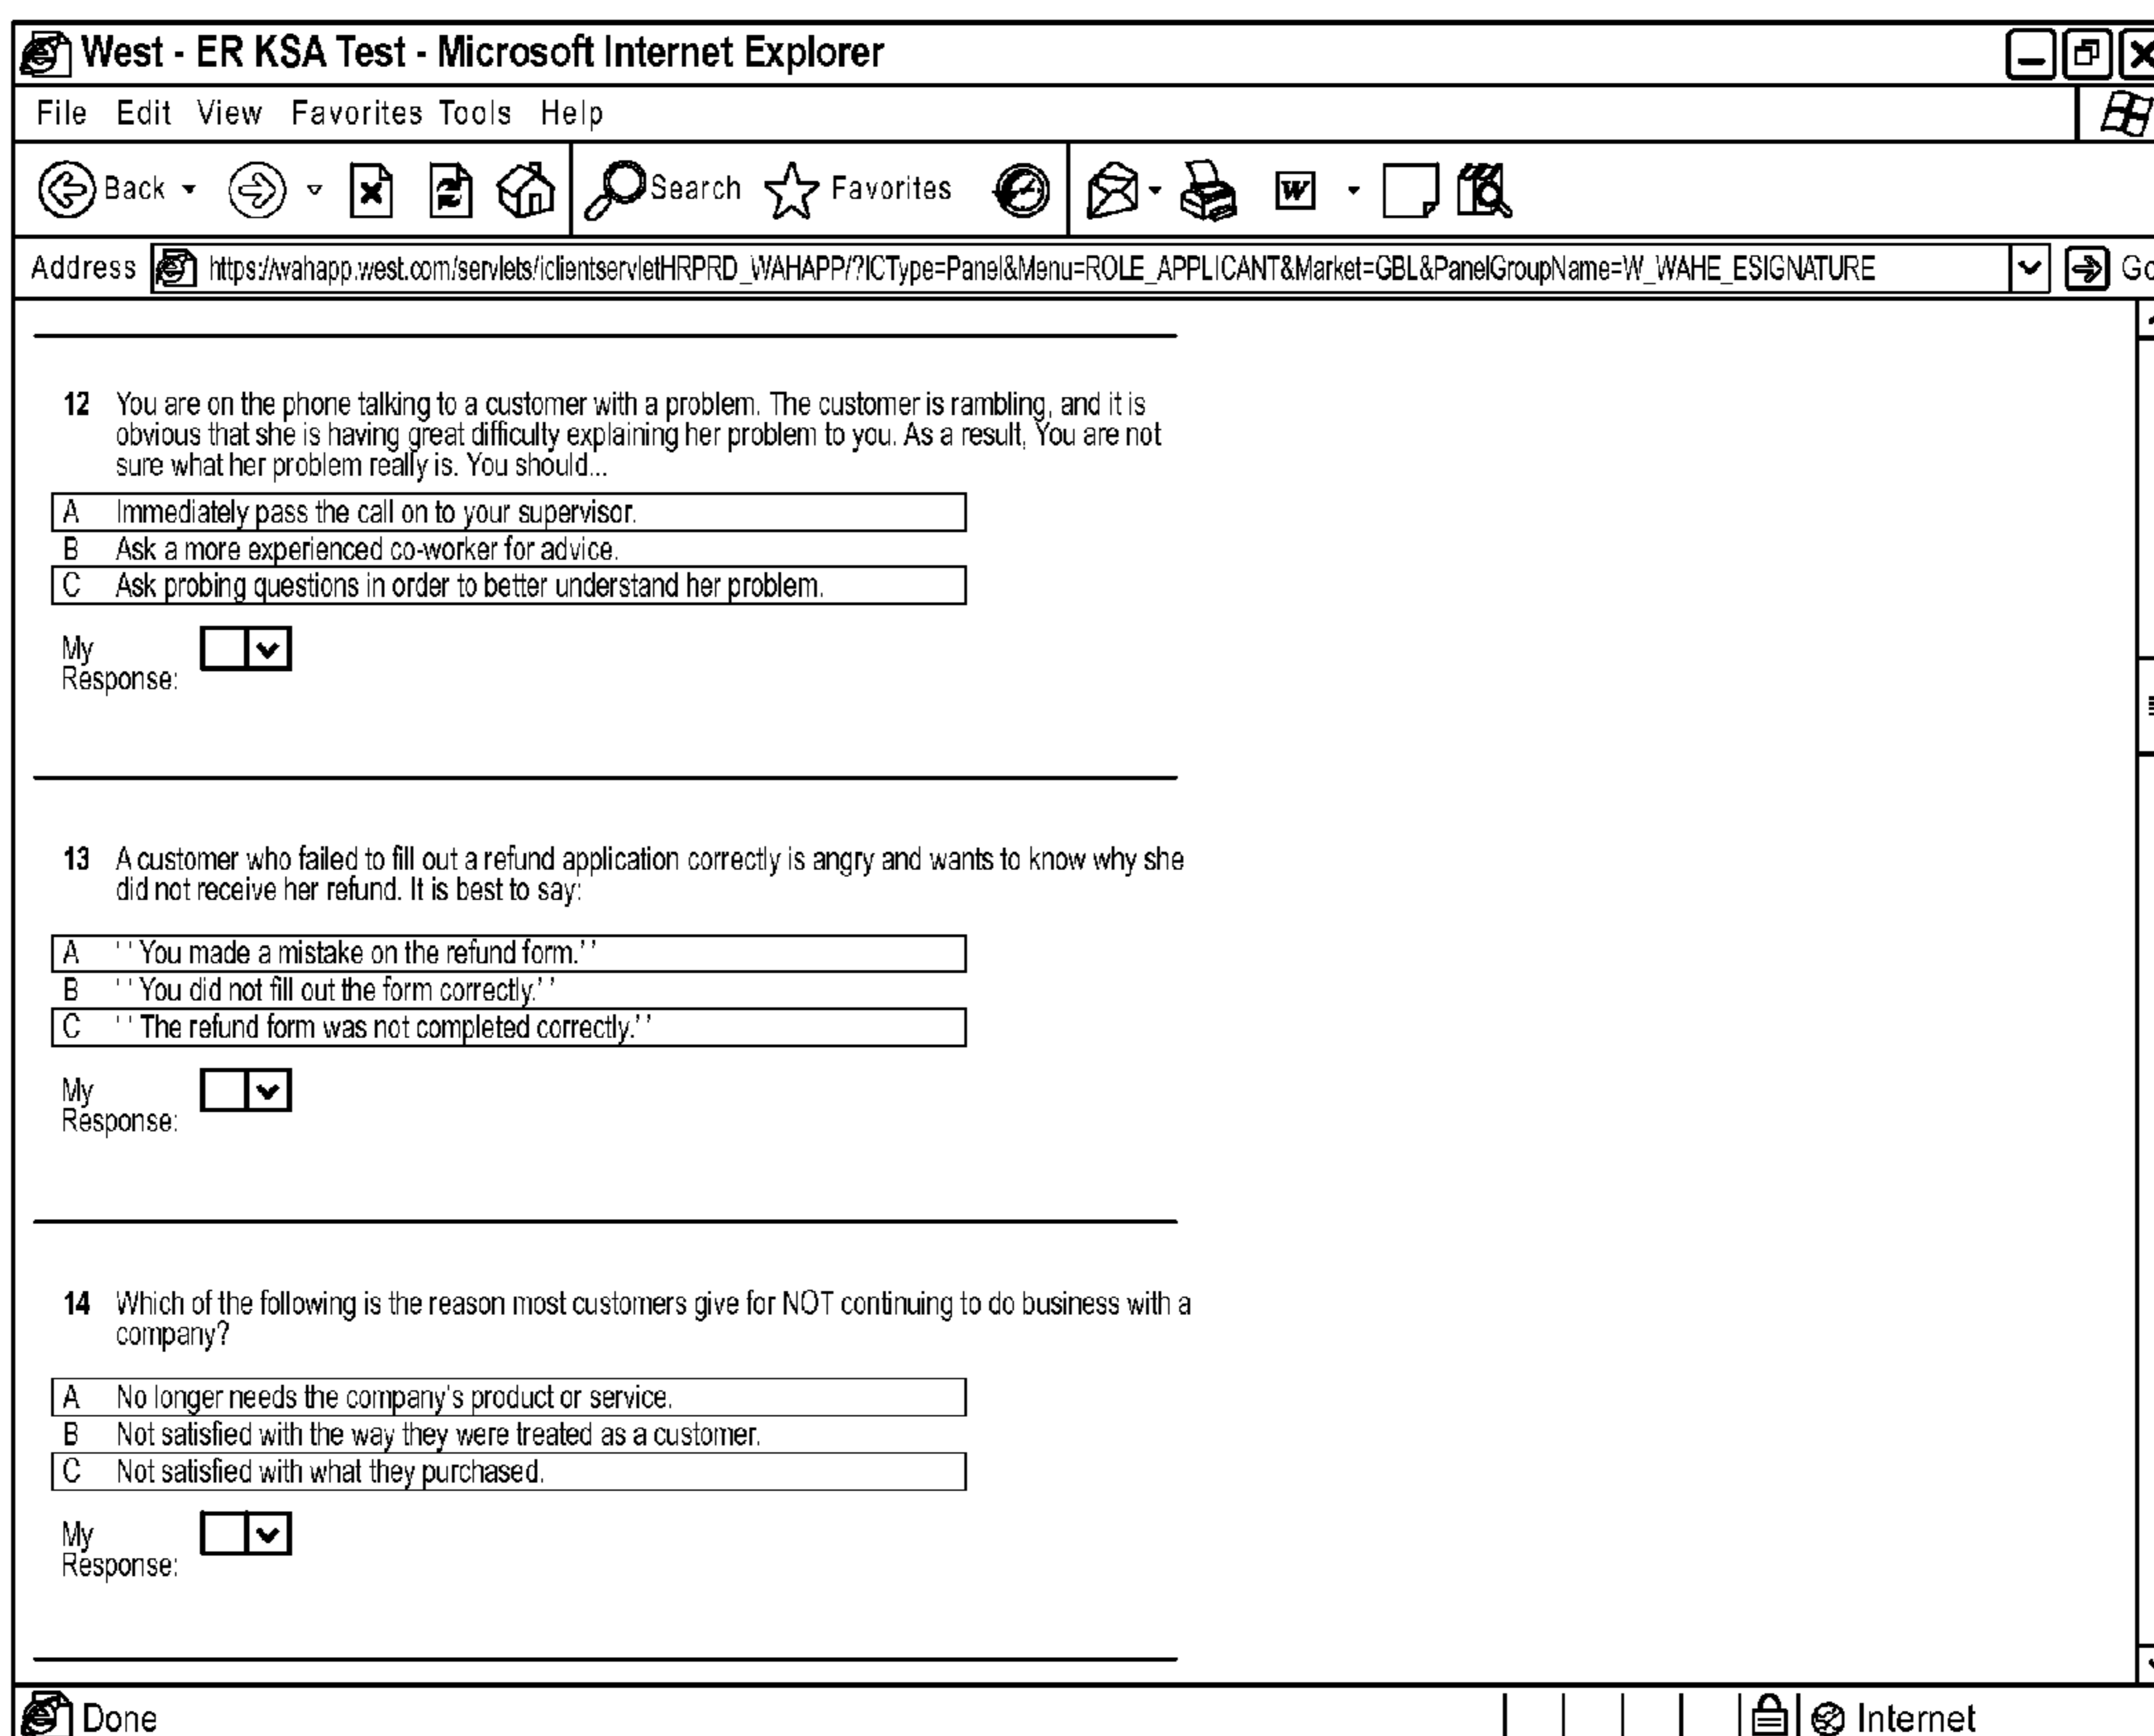 West - ER KSA Test - Microsoft Internet Explorer
File Edit View Favorites Tools Help
Back Search Favorites W
Address https://wahapp.west.com/servlets/iclientservletHRPRD_WAHAPP/?ICType=Panel&Menu=ROLE_APPLICANT&Market=GBL&PanelGroupName=W_WAHE_ESIGNATURE Go
12 You are on the phone talking to a customer with a problem. The customer is rambling, and it is
obvious that she is having great difficulty explaining her problem to you. As a result, You are not
sure what her problem really is. You should...
A Immediately pass the call on to your supervisor.
B Ask a more experienced co-worker for advice.
C Ask probing questions in order to better understand her problem.
My
Response:
13 A customer who failed to fill out a refund application correctly is angry and wants to know why she
did not receive her refund. It is best to say:
A ''You made a mistake on the refund form.''
B ''You did not fill out the form correctly.''
C ''The refund form was not completed correctly.''
My
Response:
14 Which of the following is the reason most customers give for NOT continuing to do business with a
company?
A No longer needs the company's product or service.
B Not satisfied with the way they were treated as a customer.
C Not satisfied with what they purchased.
My
Response:
Done Internet